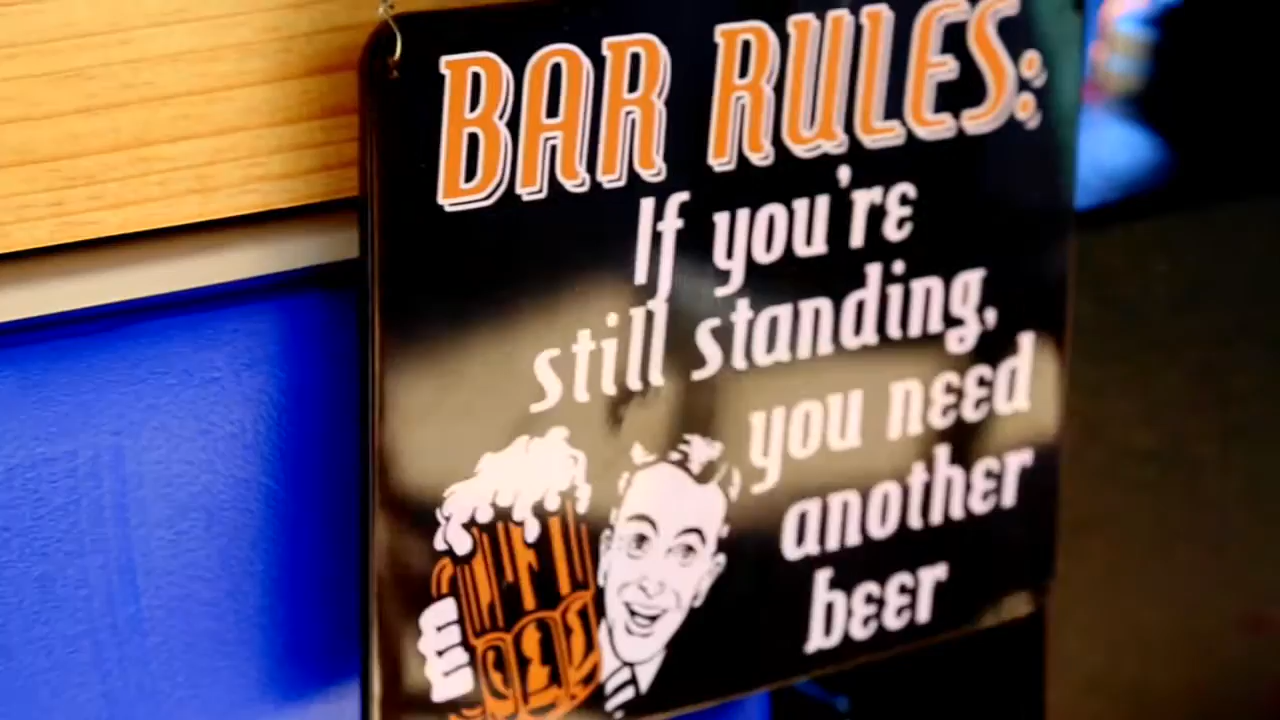 BAR RULES:
If you're
still standing,
you need
another
beer